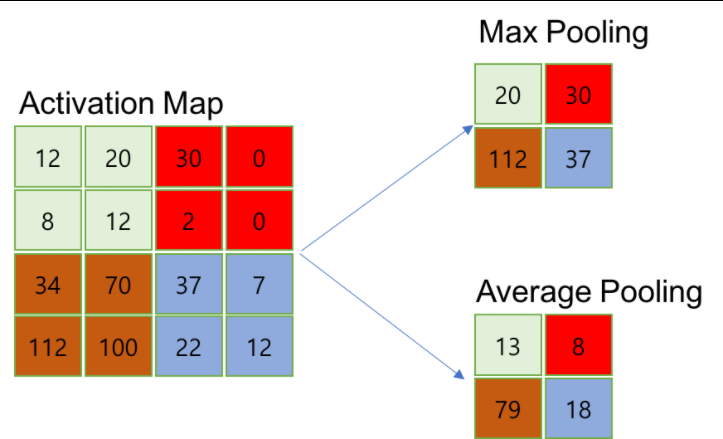 Max Pooling
20 30
112 37
Activation Map
12 20 30 0
8 12 2 0
34 70 37 7
112 100 22 12
Average Pooling
13 8
79 18